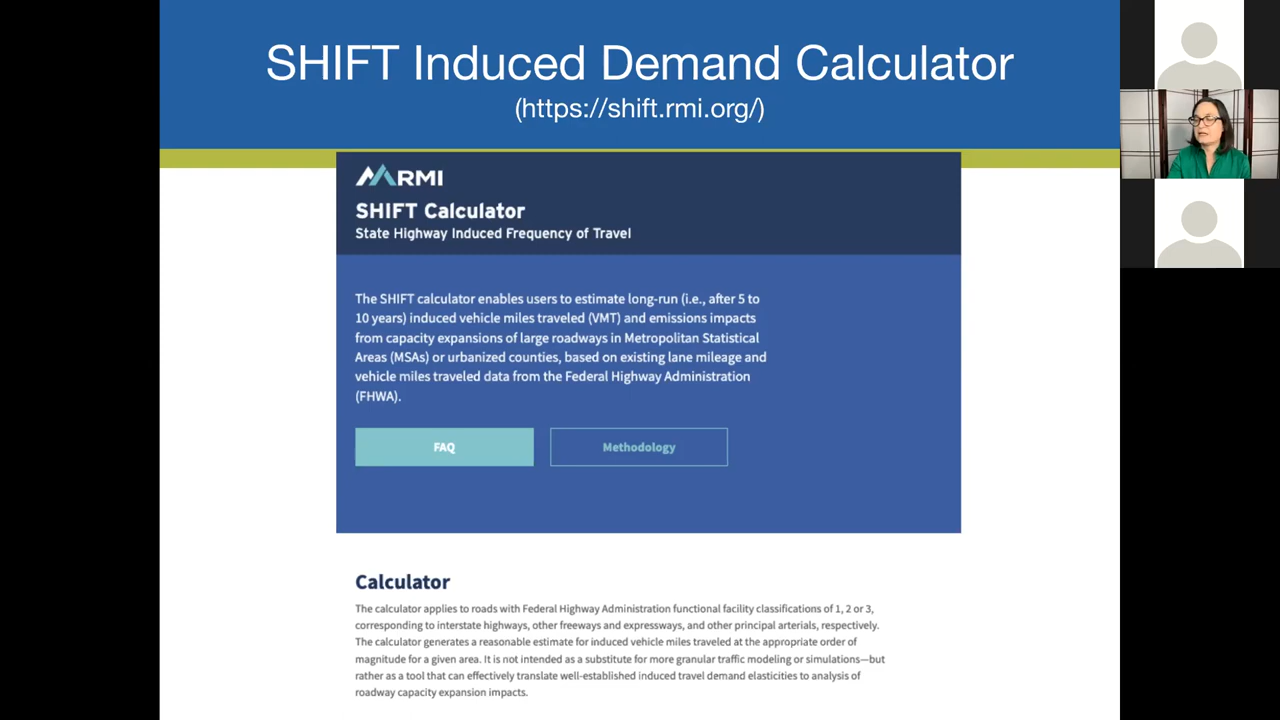 SHIFT Induced Demand Calculator
(https://shift.rmi.org/)
RMI
SHIFT Calculator
State Highway Induced Frequency of Travel
The SHIFT calculator enables users to estimate long-run (i.e., after 5 to
10 years) induced vehicle miles traveled (VMT) and emissions impacts
from capacity expansions of large roadways in Metropolitan Statistical
Areas (MSAs) or urbanized counties, based on existing lane mileage and
vehicle miles traveled data from the Federal Highway Administration
(FHWA).
FAQ
Methodology
Calculator
The calculator applies to roads with Federal Highway Administration functional facility classifications of 1, 2 or 3,
corresponding to interstate highways, other freeways and expressways, and other principal arterials, respectively.
The calculator generates a reasonable estimate for induced vehicle miles traveled at the appropriate order of
magnitude for a given area. It is not intended as a substitute for more granular traffic modeling or simulations—but
rather as a tool that can effectively translate well-established induced travel demand elasticities to analysis of
roadway capacity expansion impacts.